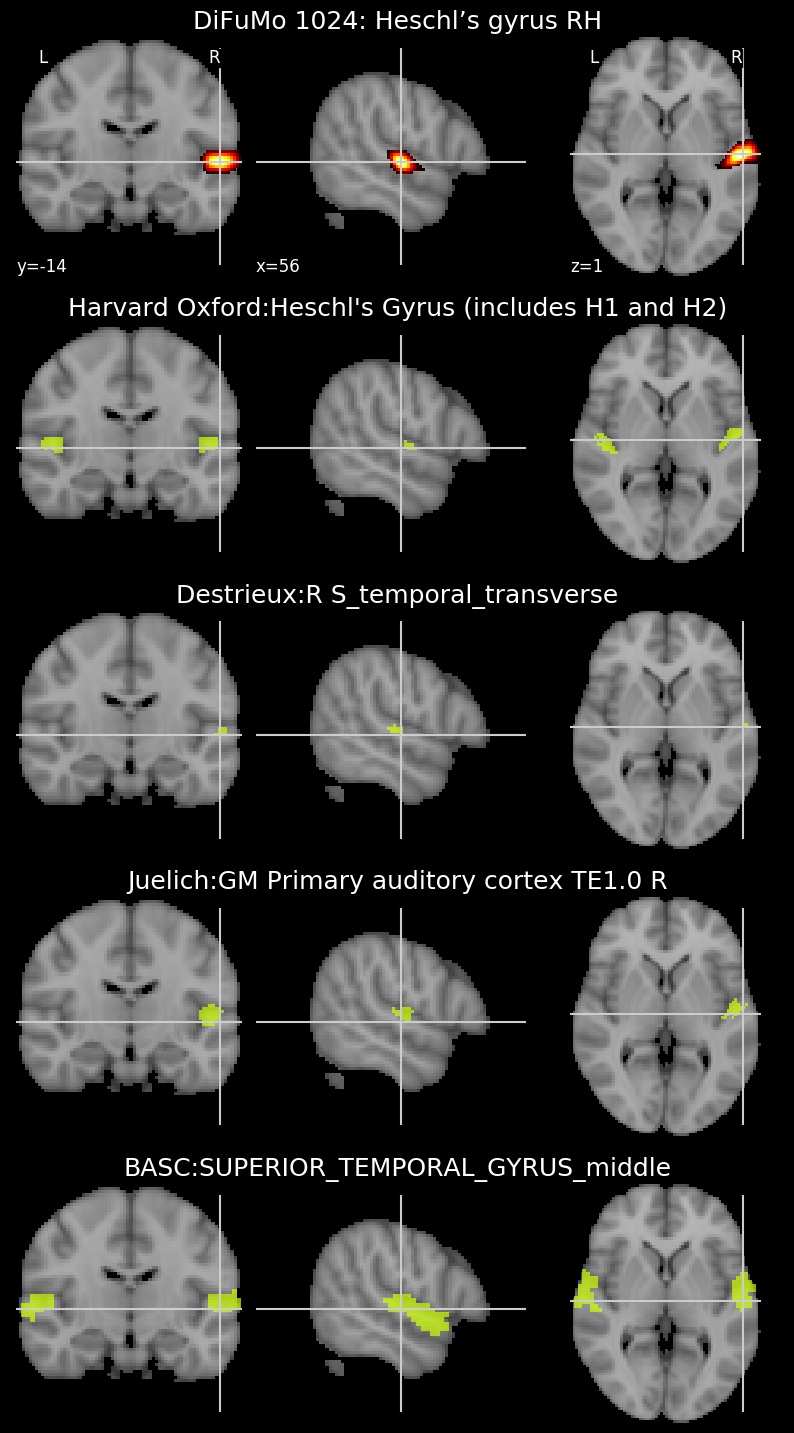 DiFuMo 1024: Heschl’s gyrus RH
L R L R
y=-14 x=56 z=1
Harvard Oxford:Heschl's Gyrus (includes H1 and H2)
Destrieux:R S_temporal_transverse
Juelich:GM Primary auditory cortex TE1.0 R
BASC:SUPERIOR_TEMPORAL_GYRUS_middle